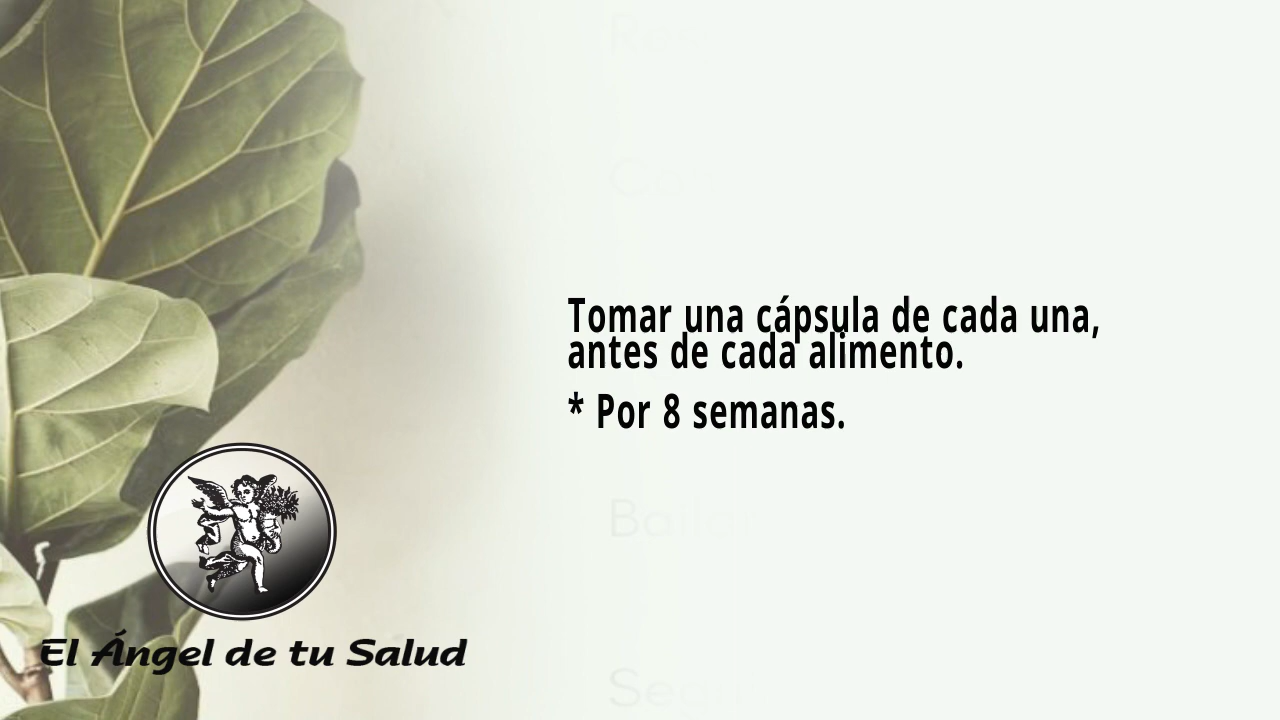 Tomar una cápsula de cada una,
antes de cada alimento.
* Por 8 semanas.
El Ángel de tu Salud